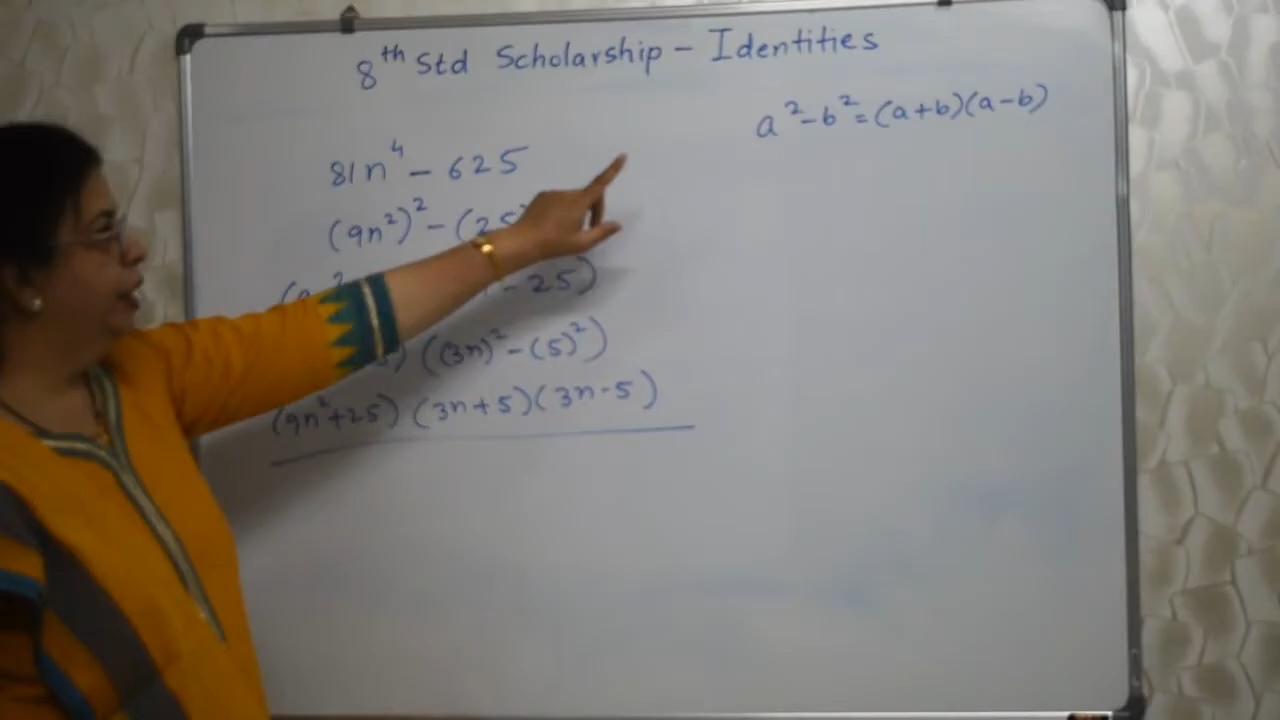 8th Std Scholarship - Identities
a² - b² = (a+b)(a-b)
81n⁴ - 625
(9n²)² - (25
- 25)
((3n)² - (5)²)
(9n²+25) (3n+5)(3n-5)